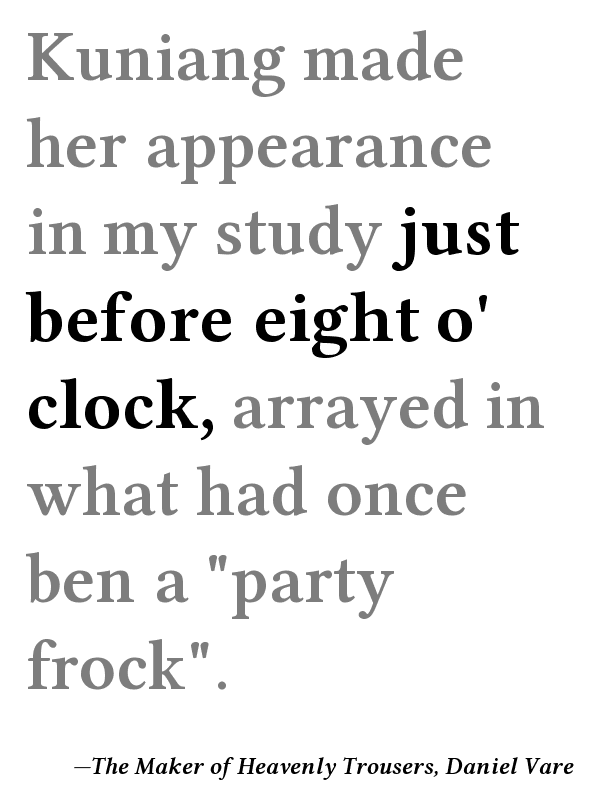 Kuniang made
her appearance
in my study just
before eight o'
clock, arrayed in
what had once
ben a "party
frock".
—The Maker of Heavenly Trousers, Daniel Vare